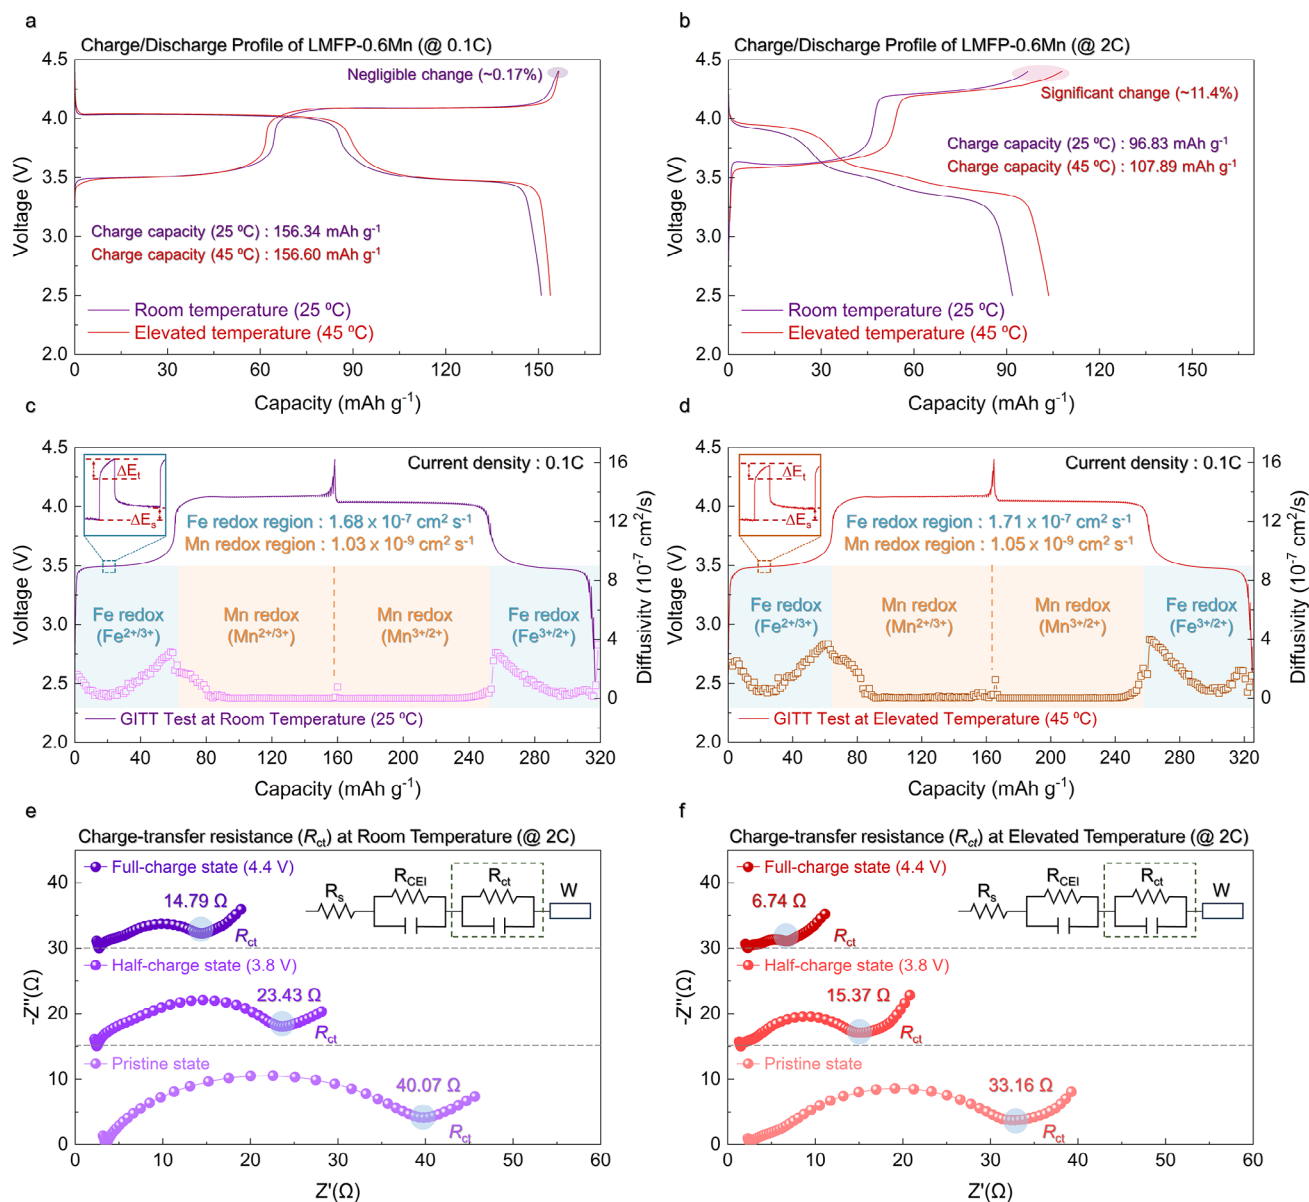 a
Charge/Discharge Profile of LMFP-0.6Mn (@ 0.1C)
4.5
4.0
3.5
3.0
2.5
2.0
Voltage (V)
Negligible change (~0.17%)
Charge capacity (25 ºC) : 156.34 mAh g⁻¹
Charge capacity (45 ºC) : 156.60 mAh g⁻¹
Room temperature (25 ºC)
Elevated temperature (45 ºC)
0 30 60 90 120 150
Capacity (mAh g⁻¹)
b
Charge/Discharge Profile of LMFP-0.6Mn (@ 2C)
4.5
4.0
3.5
3.0
2.5
2.0
Voltage (V)
Significant change (~11.4%)
Charge capacity (25 ºC) : 96.83 mAh g⁻¹
Charge capacity (45 ºC) : 107.89 mAh g⁻¹
Room temperature (25 ºC)
Elevated temperature (45 ºC)
0 30 60 90 120 150
Capacity (mAh g⁻¹)
c
4.5
4.0
3.5
3.0
2.5
2.0
Voltage (V)
ΔEt
ΔEs
Current density : 0.1C
Fe redox region : 1.68 x 10⁻⁷ cm² s⁻¹
Mn redox region : 1.03 x 10⁻⁹ cm² s⁻¹
Fe redox
(Fe²⁺/³⁺)
Mn redox
(Mn²⁺/³⁺)
Mn redox
(Mn³⁺/²⁺)
Fe redox
(Fe³⁺/²⁺)
GITT Test at Room Temperature (25 ºC)
16
12
8
4
0
Diffusivity (10⁻⁷ cm²/s)
0 40 80 120 160 200 240 280 320
Capacity (mAh g⁻¹)
d
4.5
4.0
3.5
3.0
2.5
2.0
Voltage (V)
ΔEt
ΔEs
Current density : 0.1C
Fe redox region : 1.71 x 10⁻⁷ cm² s⁻¹
Mn redox region : 1.05 x 10⁻⁹ cm² s⁻¹
Fe redox
(Fe²⁺/³⁺)
Mn redox
(Mn²⁺/³⁺)
Mn redox
(Mn³⁺/²⁺)
Fe redox
(Fe³⁺/²⁺)
GITT Test at Elevated Temperature (45 ºC)
16
12
8
4
0
Diffusivity (10⁻⁷ cm²/s)
0 40 80 120 160 200 240 280 320
Capacity (mAh g⁻¹)
e
Charge-transfer resistance (Rct) at Room Temperature (@ 2C)
40
30
20
10
0
-Z''(Ω)
Full-charge state (4.4 V)
14.79 Ω
Rct
Rs
RCEI
Rct
W
Half-charge state (3.8 V)
23.43 Ω
Rct
Pristine state
40.07 Ω
Rct
0 10 20 30 40 50 60
Z'(Ω)
f
Charge-transfer resistance (Rct) at Elevated Temperature (@ 2C)
40
30
20
10
0
-Z''(Ω)
Full-charge state (4.4 V)
6.74 Ω
Rct
Rs
RCEI
Rct
W
Half-charge state (3.8 V)
15.37 Ω
Rct
Pristine state
33.16 Ω
Rct
0 10 20 30 40 50 60
Z'(Ω)